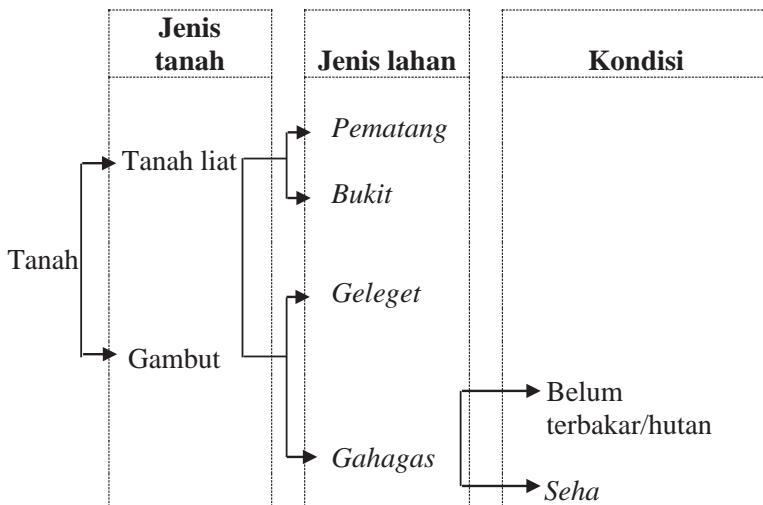 Jenis
tanah
Jenis lahan
Kondisi
Pematang
Tanah liat
Bukit
Tanah
Geleget
Gambut
Belum
terbakar/hutan
Gahagas
Seha